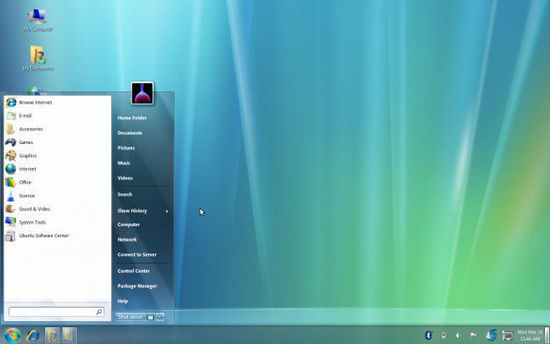 My Computer
My Documents
Browse Internet
E-mail
Accessories
Games
Graphics
Internet
Office
Science
Sound & Video
System Tools
Ubuntu Software Center
Home Folder
Documents
Pictures
Music
Videos
Search
Show History
Computer
Network
Connect to Server
Control Center
Package Manager
Help
Shut down
Wed Mar
11:46 AM